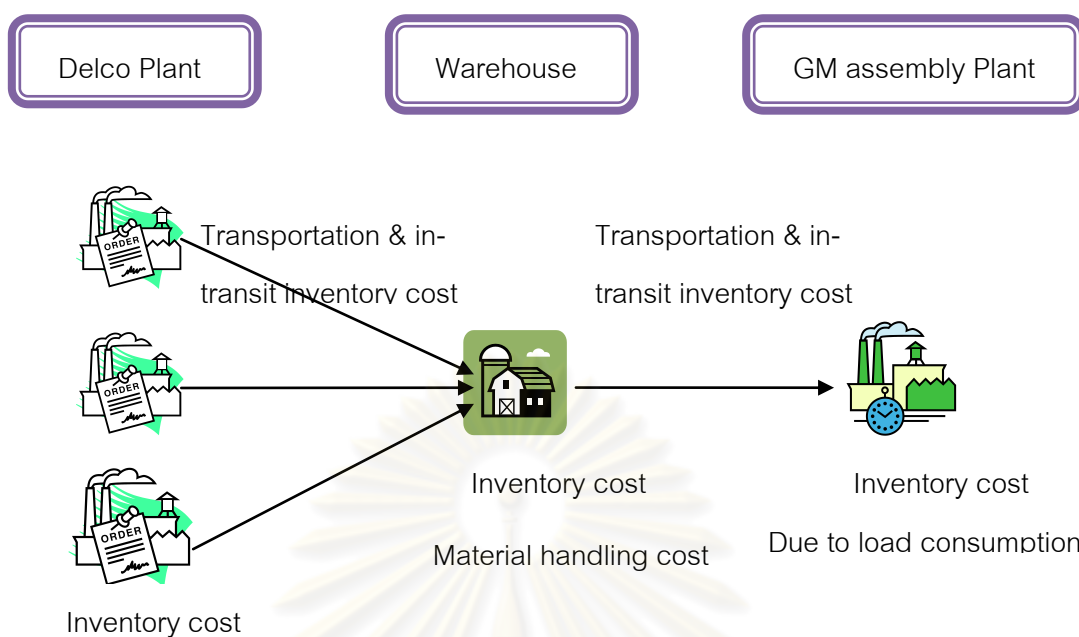 Delco Plant
Warehouse
GM assembly Plant
Transportation & in-
transit inventory cost
Transportation & in-
transit inventory cost
ORDER
ORDER
ORDER
Inventory cost
Material handling cost
Inventory cost
Due to load consumption
Inventory cost